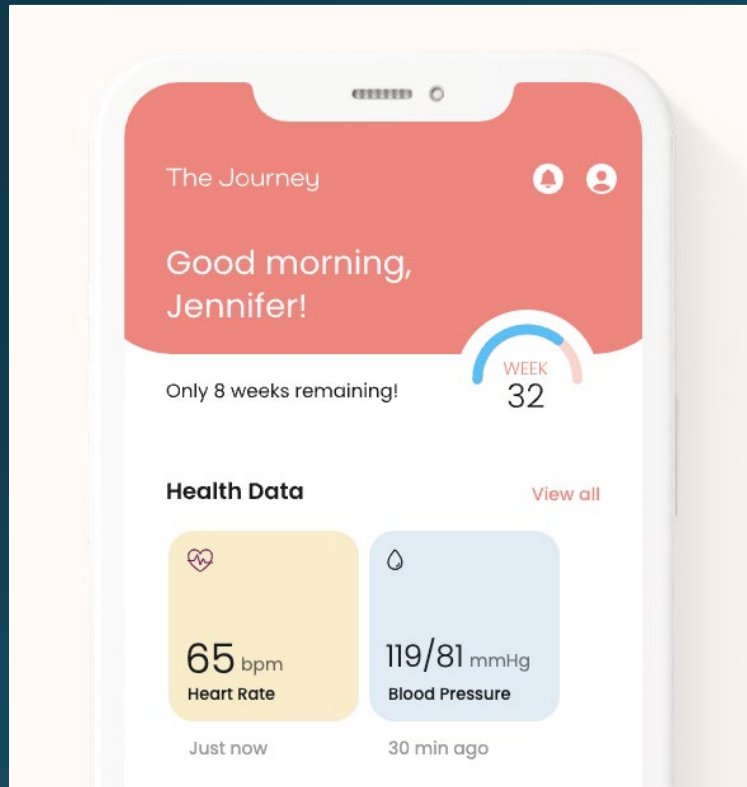 The Journey
Good morning,
Jennifer!
WEEK
32
Only 8 weeks remaining!
Health Data
View all
65 bpm
Heart Rate
119/81 mmHg
Blood Pressure
Just now
30 min ago